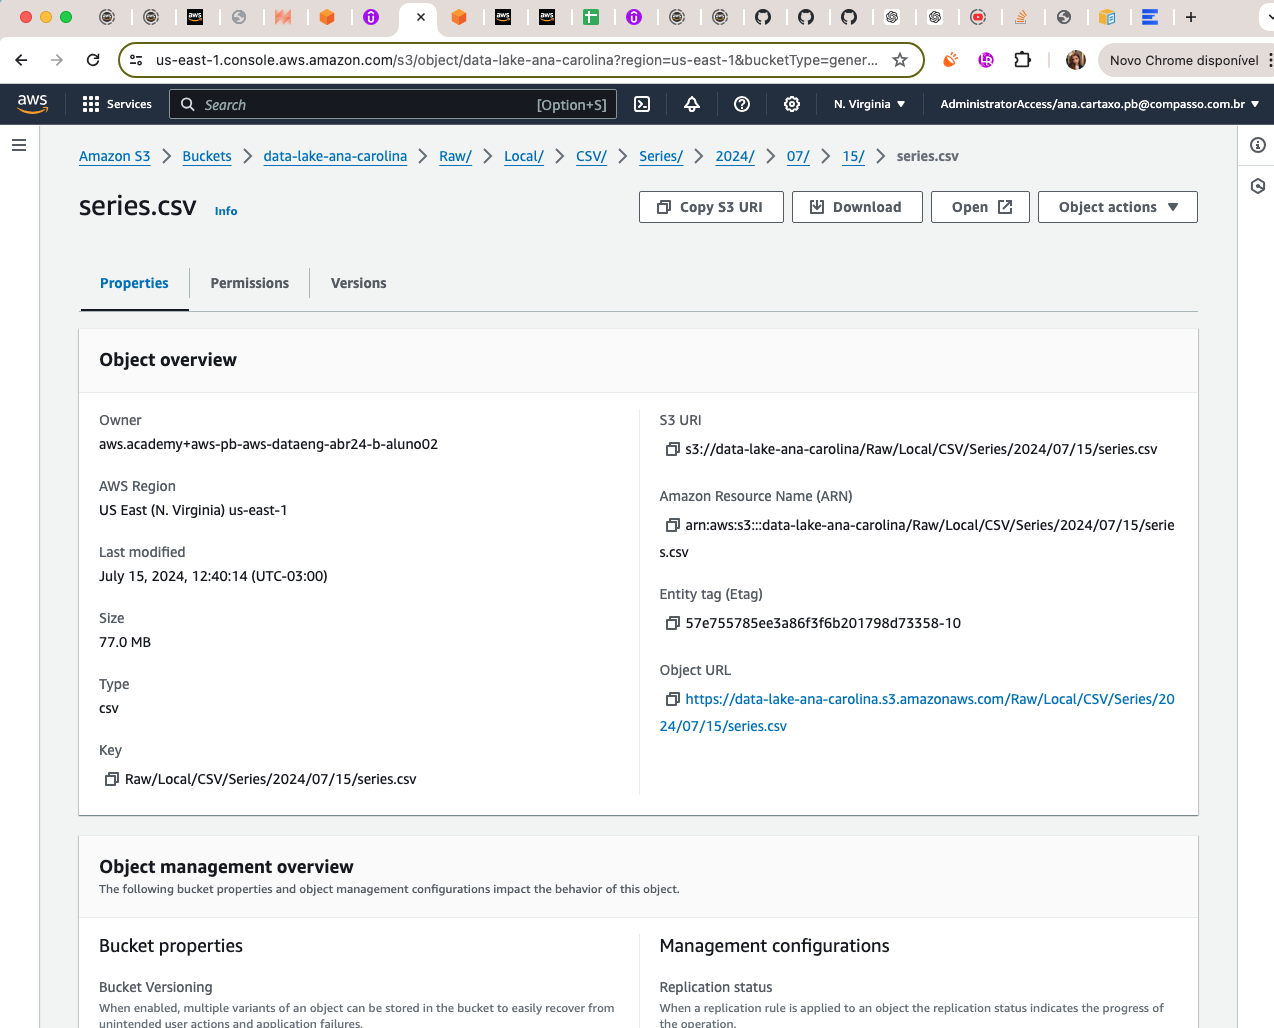 us-east-1.console.aws.amazon.com/s3/object/data-lake-ana-carolina?region=us-east-1&bucketType=gener...
Novo Chrome disponível
aws
Services
Search
[Option+S]
N. Virginia
AdministratorAccess/ana.cartaxo.pb@compasso.com.br
Amazon S3
Buckets
data-lake-ana-carolina
Raw/
Local/
CSV/
Series/
2024/
07/
15/
series.csv
series.csv
Info
Copy S3 URI
Download
Open
Object actions
Properties
Permissions
Versions
Object overview
Owner
aws.academy+aws-pb-aws-dataeng-abr24-b-aluno02
AWS Region
US East (N. Virginia) us-east-1
Last modified
July 15, 2024, 12:40:14 (UTC-03:00)
Size
77.0 MB
Type
csv
Key
Raw/Local/CSV/Series/2024/07/15/series.csv
S3 URI
s3://data-lake-ana-carolina/Raw/Local/CSV/Series/2024/07/15/series.csv
Amazon Resource Name (ARN)
arn:aws:s3:::data-lake-ana-carolina/Raw/Local/CSV/Series/2024/07/15/serie
s.csv
Entity tag (Etag)
57e755785ee3a86f3f6b201798d73358-10
Object URL
https://data-lake-ana-carolina.s3.amazonaws.com/Raw/Local/CSV/Series/20
24/07/15/series.csv
Object management overview
The following bucket properties and object management configurations impact the behavior of this object.
Bucket properties
Bucket Versioning
When enabled, multiple variants of an object can be stored in the bucket to easily recover from
unintended user actions and application failures.
Management configurations
Replication status
When a replication rule is applied to an object the replication status indicates the progress of
the operation.